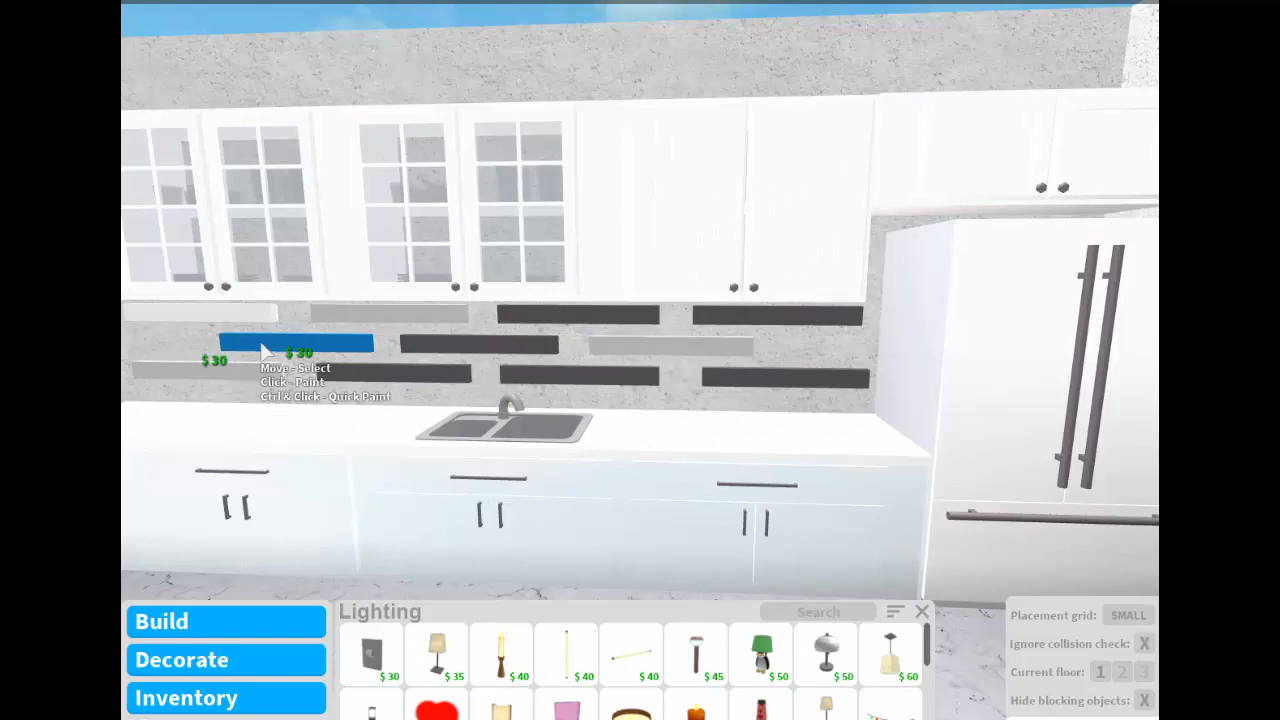 $ 30
$ 30
Move - Select
Click - Paint
Ctrl & Click - Quick Paint
Build
Decorate
Inventory
Lighting
Search
$ 30
$ 35
$ 40
$ 40
$ 40
$ 45
$ 50
$ 50
$ 60
Placement grid: SMALL
Ignore collision check: X
Current floor: 1 2 3
Hide blocking objects: X